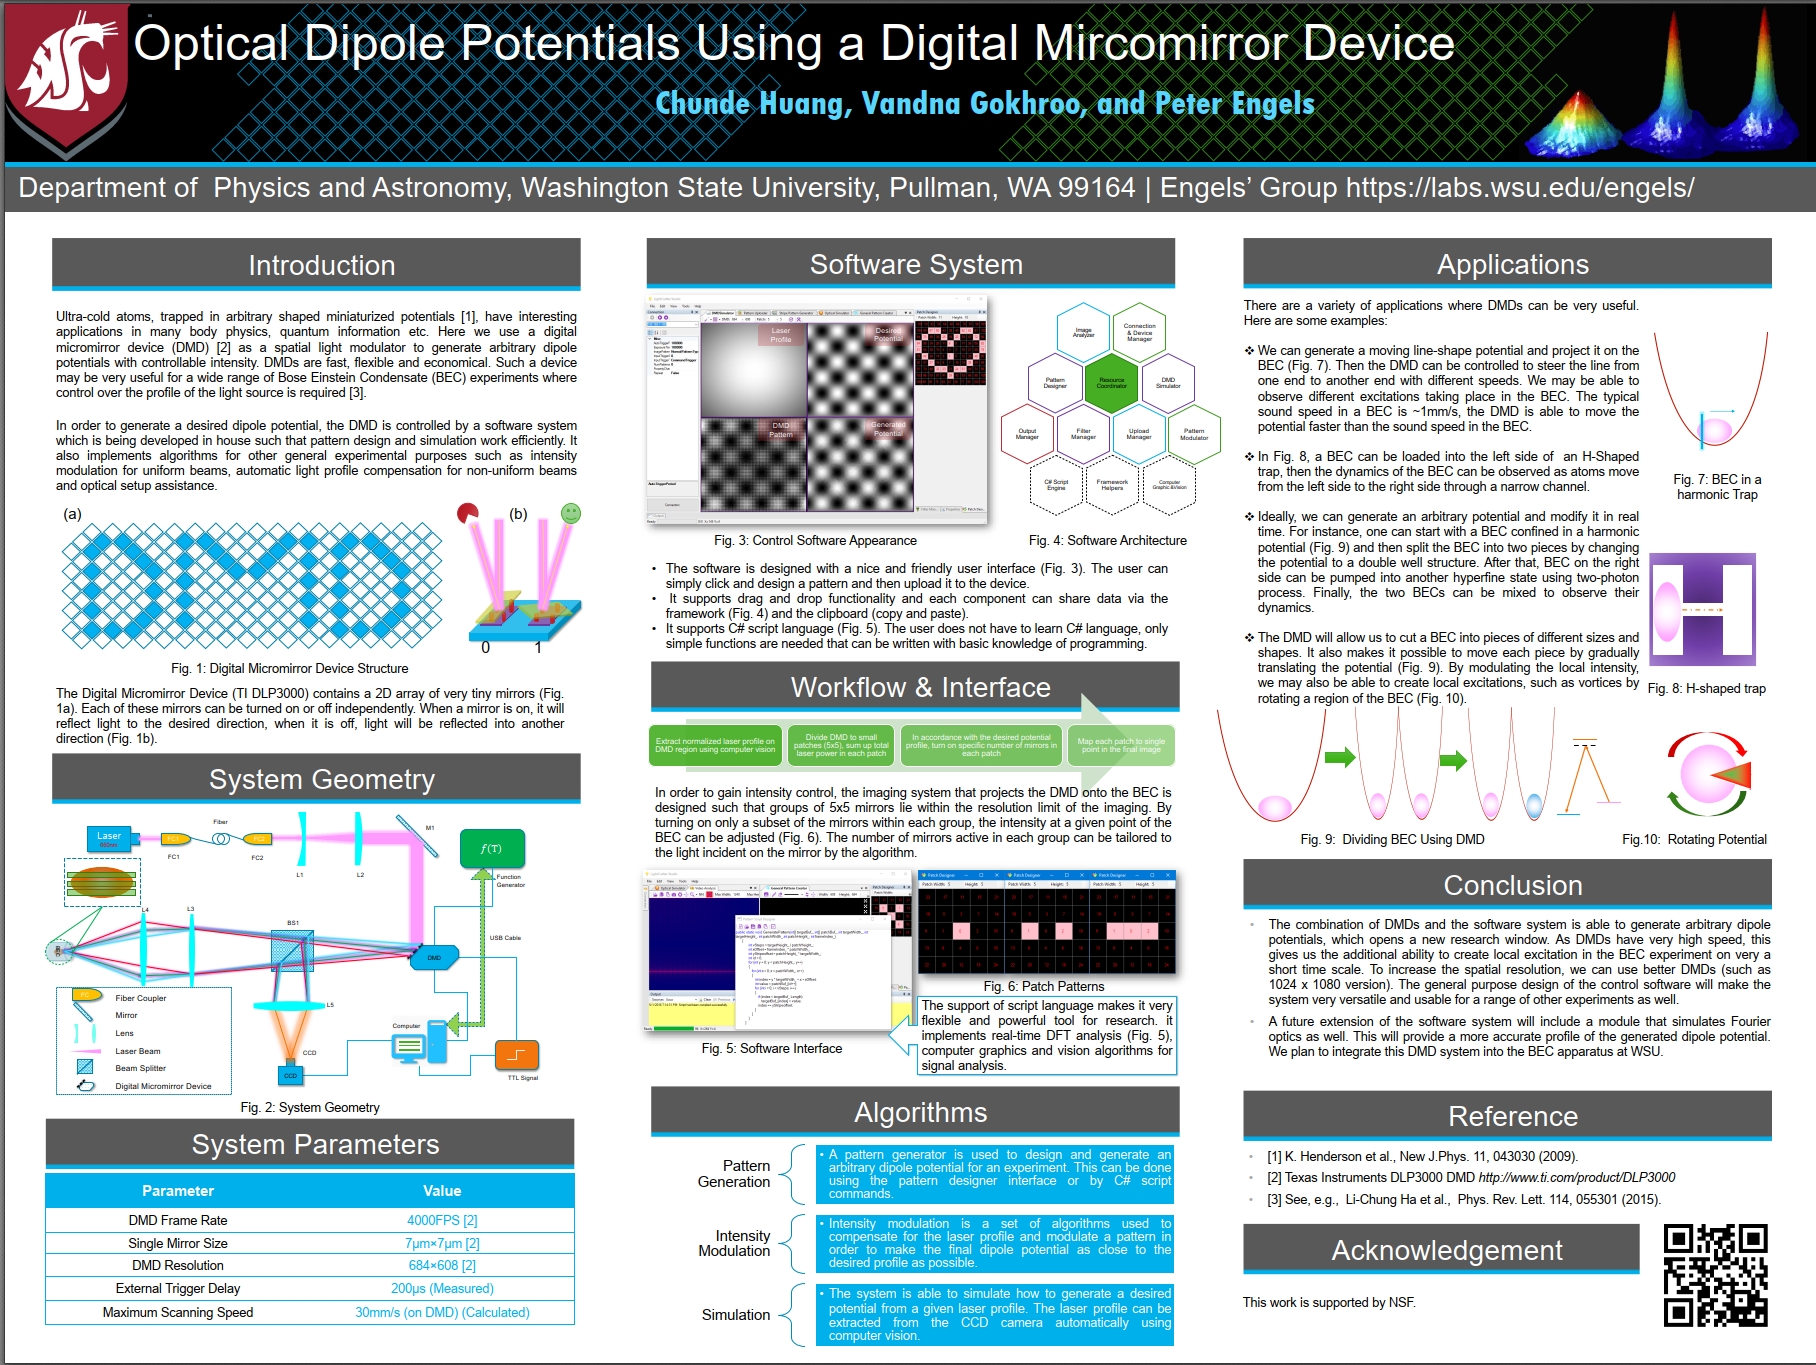 Optical Dipole Potentials Using a Digital Mircomirror Device
Chunde Huang, Vandna Gokhroo, and Peter Engels
Department of  Physics and Astronomy, Washington State University, Pullman, WA 99164 | Engels’ Group https://labs.wsu.edu/engels/
Introduction
Ultra-cold atoms, trapped in arbitrary shaped miniaturized potentials [1], have interesting
applications in many body physics, quantum information etc. Here we use a digital
micromirror device (DMD) [2] as a spatial light modulator to generate arbitrary dipole
potentials with controllable intensity. DMDs are fast, flexible and economical. Such a device
may be very useful for a wide range of Bose Einstein Condensate (BEC) experiments where
control over the profile of the light source is required [3].
In order to generate a desired dipole potential, the DMD is controlled by a software system
which is being developed in house such that pattern design and simulation work efficiently. It
also implements algorithms for other general experimental purposes such as intensity
modulation for uniform beams, automatic light profile compensation for non-uniform beams
and optical setup assistance.
(a)
(b)
0
1
Fig. 1: Digital Micromirror Device Structure
The Digital Micromirror Device (TI DLP3000) contains a 2D array of very tiny mirrors (Fig.
1a). Each of these mirrors can be turned on or off independently. When a mirror is on, it will
reflect light to the desired direction, when it is off, light will be reflected into another
direction (Fig. 1b).
System Geometry
Laser
FC1
Fiber
FC2
FC1
FC2
L1
L2
M1
f(T)
Function
Generator
L4
L3
BS1
DMD
USB Cable
L5
Computer
CCD
CCD
TTL Signal
Fiber Coupler
Mirror
Lens
Laser Beam
Beam Splitter
Digital Micromirror Device
Fig. 2: System Geometry
System Parameters
Parameter Value
DMD Frame Rate 4000FPS [2]
Single Mirror Size 7μm×7μm [2]
DMD Resolution 684×608 [2]
External Trigger Delay 200μs (Measured)
Maximum Scanning Speed 30mm/s (on DMD) (Calculated)
Software System
Laser
Profile
Desired
Potential
DMD
Pattern
Generated
Potential
Fig. 3: Control Software Appearance
Image
Analyzer
Connection
& Device
Manager
Pattern
Designer
Resource
Coordinator
DMD
Simulator
Output
Manager
Filter
Manager
Upload
Manager
Pattern
Modulator
C# Script
Engine
Framework
Helpers
Computer
Graphic &Vision
Fig. 4: Software Architecture
• The software is designed with a nice and friendly user interface (Fig. 3). The user can
simply click and design a pattern and then upload it to the device.
• It supports drag and drop functionality and each component can share data via the
framework (Fig. 4) and the clipboard (copy and paste).
• It supports C# script language (Fig. 5). The user does not have to learn C# language, only
simple functions are needed that can be written with basic knowledge of programming.
Workflow & Interface
Extract normalized laser profile on
DMD region using computer vision
Divide DMD to small
patches (5x5), sum up total
laser power in each patch
In accordance with the desired potential
profile, turn on specific number of mirrors in
each patch
Map each patch to single
point in the final image
In order to gain intensity control, the imaging system that projects the DMD onto the BEC is
designed such that groups of 5x5 mirrors lie within the resolution limit of the imaging. By
turning on only a subset of the mirrors within each group, the intensity at a given point of the
BEC can be adjusted (Fig. 6). The number of mirrors active in each group can be tailored to
the light incident on the mirror by the algorithm.
Fig. 5: Software Interface
Patch Designer
Patch Designer
Patch Designer
Fig. 6: Patch Patterns
The support of script language makes it very
flexible and powerful tool for research. it
implements real-time DFT analysis (Fig. 5),
computer graphics and vision algorithms for
signal analysis.
Algorithms
Pattern
Generation
• A pattern generator is used to design and generate an
arbitrary dipole potential for an experiment. This can be done
using the pattern designer interface or by C# script
commands.
Intensity
Modulation
• Intensity modulation is a set of algorithms used to
compensate for the laser profile and modulate a pattern in
order to make the final dipole potential as close to the
desired profile as possible.
Simulation
• The system is able to simulate how to generate a desired
potential from a given laser profile. The laser profile can be
extracted from the CCD camera automatically using
computer vision.
Applications
There are a variety of applications where DMDs can be very useful.
Here are some examples:
❖ We can generate a moving line-shape potential and project it on the
BEC (Fig. 7). Then the DMD can be controlled to steer the line from
one end to another end with different speeds. We may be able to
observe different excitations taking place in the BEC. The typical
sound speed in a BEC is ~1mm/s, the DMD is able to move the
potential faster than the sound speed in the BEC.
❖ In Fig. 8, a BEC can be loaded into the left side of  an H-Shaped
trap, then the dynamics of the BEC can be observed as atoms move
from the left side to the right side through a narrow channel.
❖ Ideally, we can generate an arbitrary potential and modify it in real
time. For instance, one can start with a BEC confined in a harmonic
potential (Fig. 9) and then split the BEC into two pieces by changing
the potential to a double well structure. After that, BEC on the right
side can be pumped into another hyperfine state using two-photon
process. Finally, the two BECs can be mixed to observe their
dynamics.
❖ The DMD will allow us to cut a BEC into pieces of different sizes and
shapes. It also makes it possible to move each piece by gradually
translating the potential (Fig. 9). By modulating the local intensity,
we may also be able to create local excitations, such as vortices by
rotating a region of the BEC (Fig. 10).
Fig. 7: BEC in a
harmonic Trap
Fig. 8: H-shaped trap
Fig. 9:  Dividing BEC Using DMD
Fig.10:  Rotating Potential
Conclusion
• The combination of DMDs and the software system is able to generate arbitrary dipole
potentials, which opens a new research window. As DMDs have very high speed, this
gives us the additional ability to create local excitation in the BEC experiment on very a
short time scale. To increase the spatial resolution, we can use better DMDs (such as
1024 x 1080 version). The general purpose design of the control software will make the
system very versatile and usable for a range of other experiments as well.
• A future extension of the software system will include a module that simulates Fourier
optics as well. This will provide a more accurate profile of the generated dipole potential.
We plan to integrate this DMD system into the BEC apparatus at WSU.
Reference
• [1] K. Henderson et al., New J.Phys. 11, 043030 (2009).
• [2] Texas Instruments DLP3000 DMD http://www.ti.com/product/DLP3000
• [3] See, e.g.,  Li-Chung Ha et al.,  Phys. Rev. Lett. 114, 055301 (2015).
Acknowledgement
This work is supported by NSF.